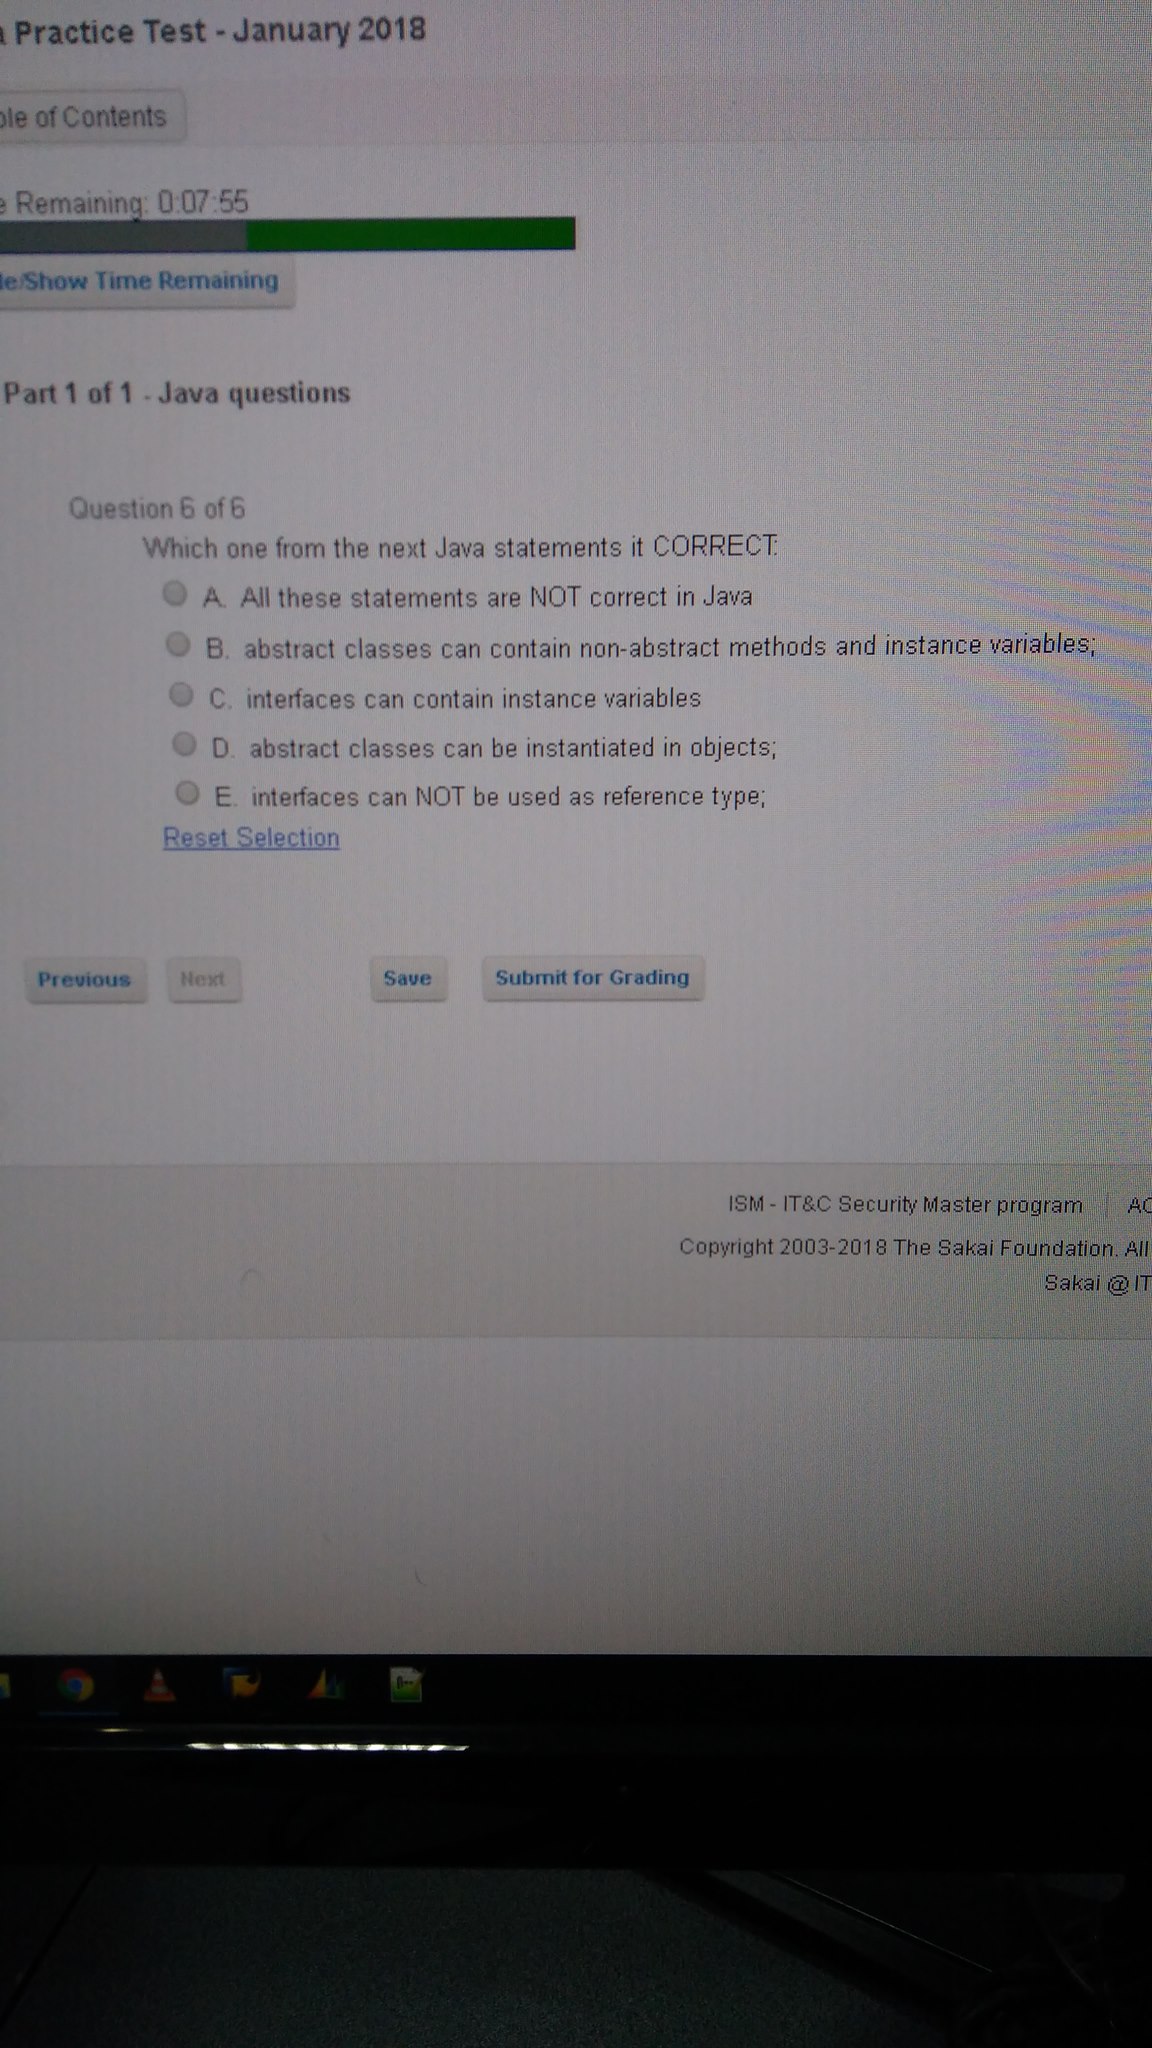 Practice Test - January 2018
of Contents
Remaining: 0:07:55
Show Time Remaining
Part 1 of 1 - Java questions
Question 6 of 6
Which one from the next Java statements it CORRECT:
A. All these statements are NOT correct in Java
B. abstract classes can contain non-abstract methods and instance variables;
C. interfaces can contain instance variables
D. abstract classes can be instantiated in objects;
E. interfaces can NOT be used as reference type;
Reset Selection
Previous Next Save Submit for Grading
ISM - IT&C Security Master program
Copyright 2003-2018 The Sakai Foundation. All
Sakai @ IT